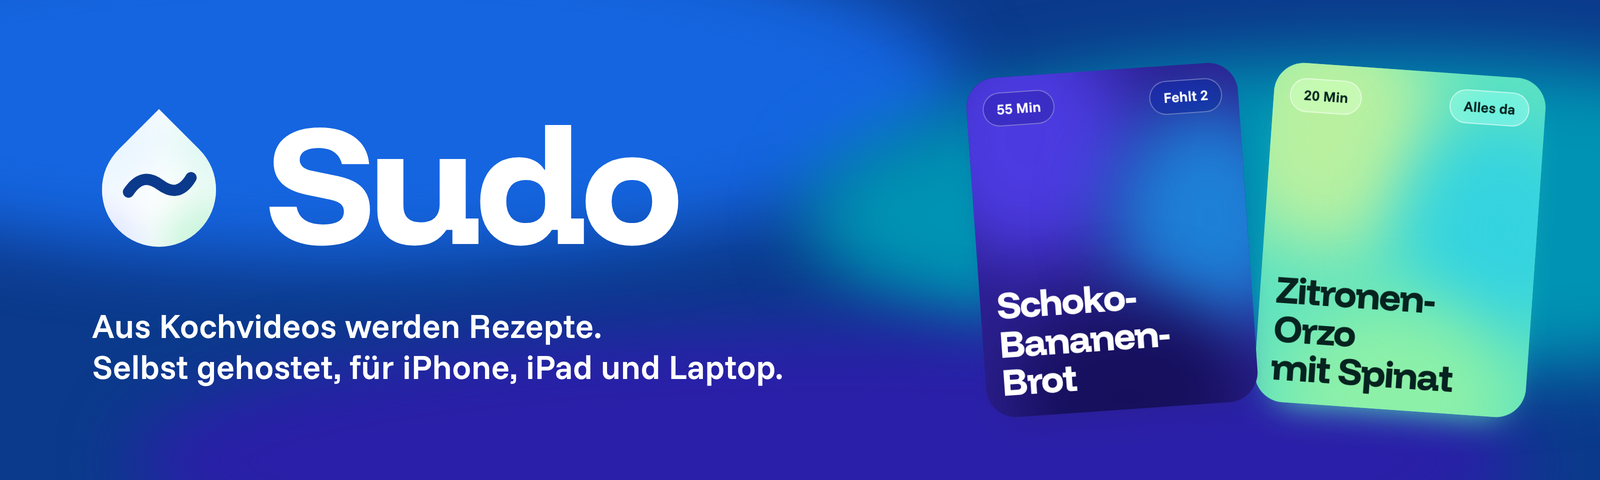 Sudo
Aus Kochvideos werden Rezepte.
Selbst gehostet, für iPhone, iPad und Laptop.
55 Min
Fehlt 2
Schoko-
Bananen-
Brot
20 Min
Alles da
Zitronen-
Orzo
mit Spinat